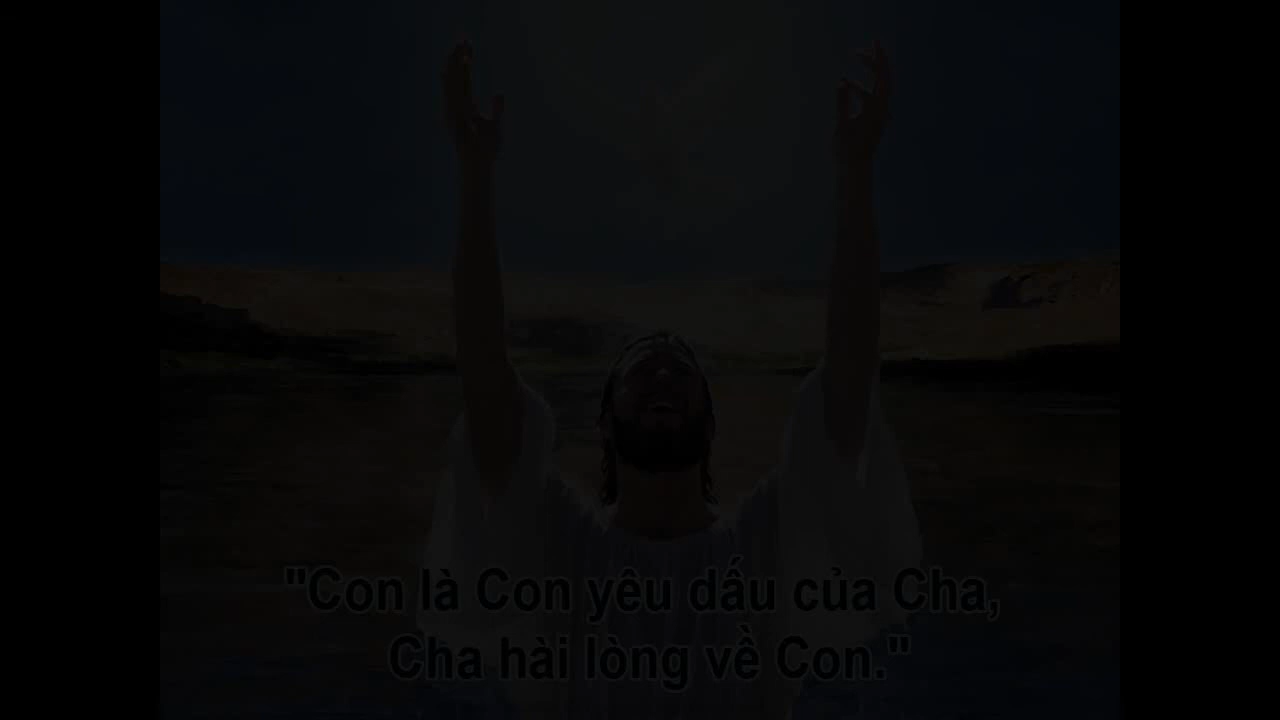 "Con là Con yêu dấu của Cha,
Cha hài lòng về Con."